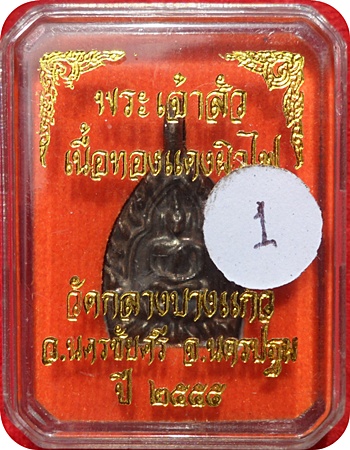 พระเจ้าสัว
เนื้อทองแดงผิวไฟ
1
วัดกลางบางแก้ว
อ.นครชัยศรี จ.นครปฐม
ปี ๒๕๕๕